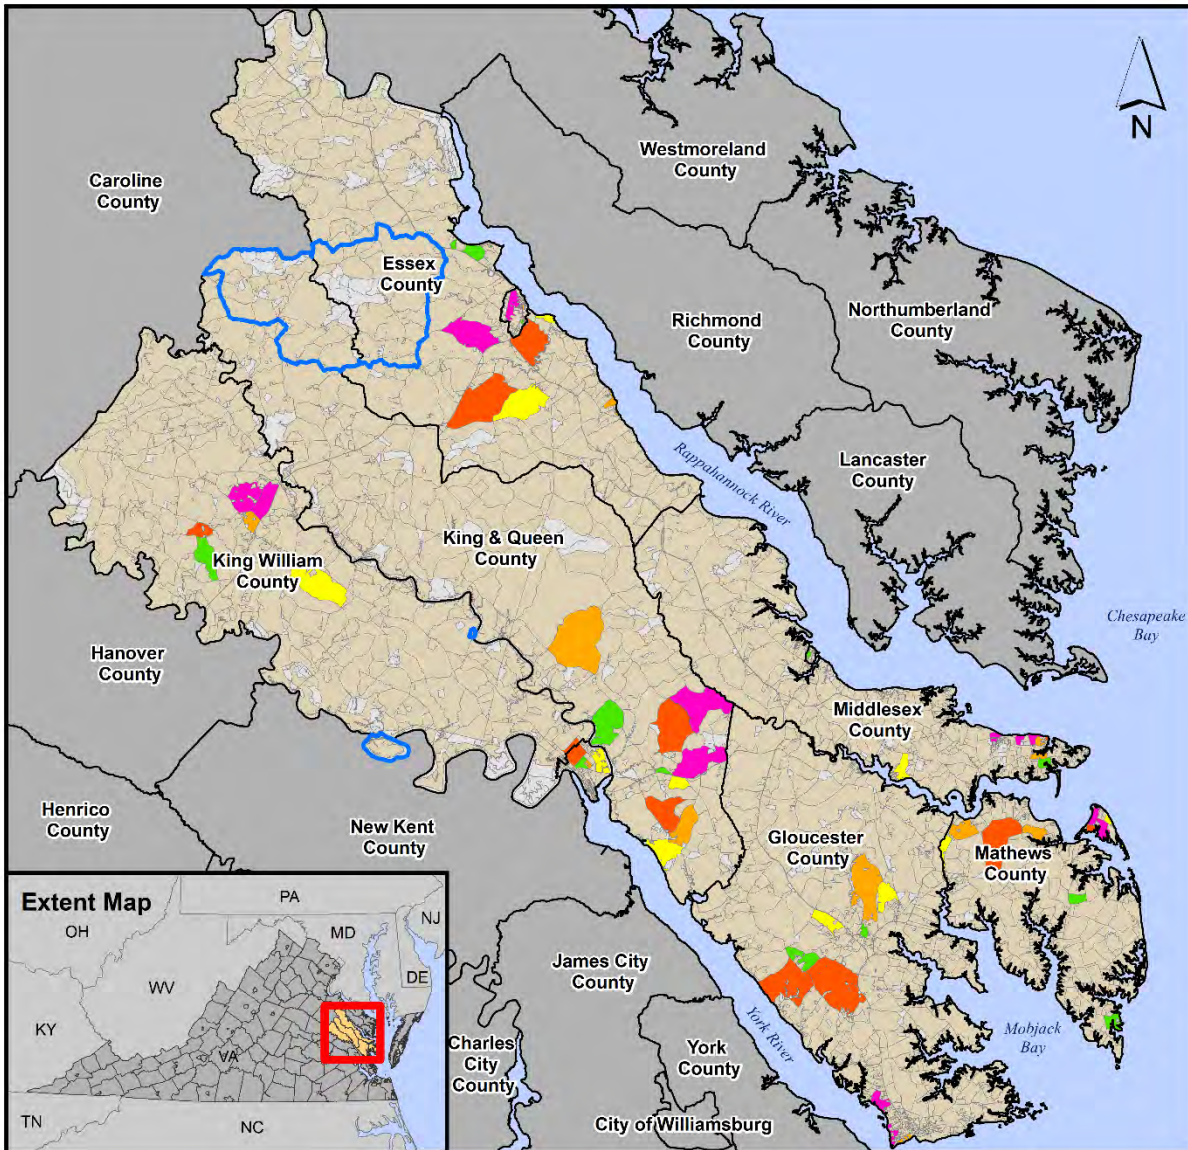 N
Westmoreland
County
Caroline
County
Essex
County
Richmond
County
Northumberland
County
Lancaster
County
Rappahannock River
King & Queen
County
King William
County
Chesapeake
Bay
Hanover
County
Middlesex
County
Henrico
County
New Kent
County
Gloucester
County
Mathews
County
James City
County
York River
Mobjack
Bay
Charles
City
County
York
County
City of Williamsburg
Extent Map
PA
NJ
OH
MD
DE
WV
KY
VA
TN
NC